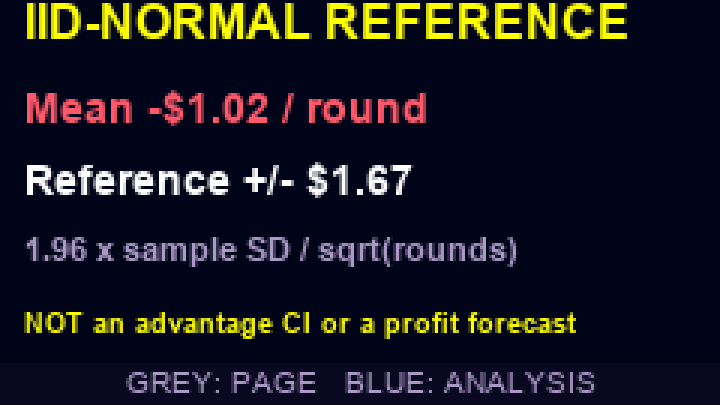 IID-NORMAL REFERENCE
Mean -$1.02 / round
Reference +/- $1.67
1.96 x sample SD / sqrt(rounds)
NOT an advantage CI or a profit forecast
GREY: PAGE BLUE: ANALYSIS